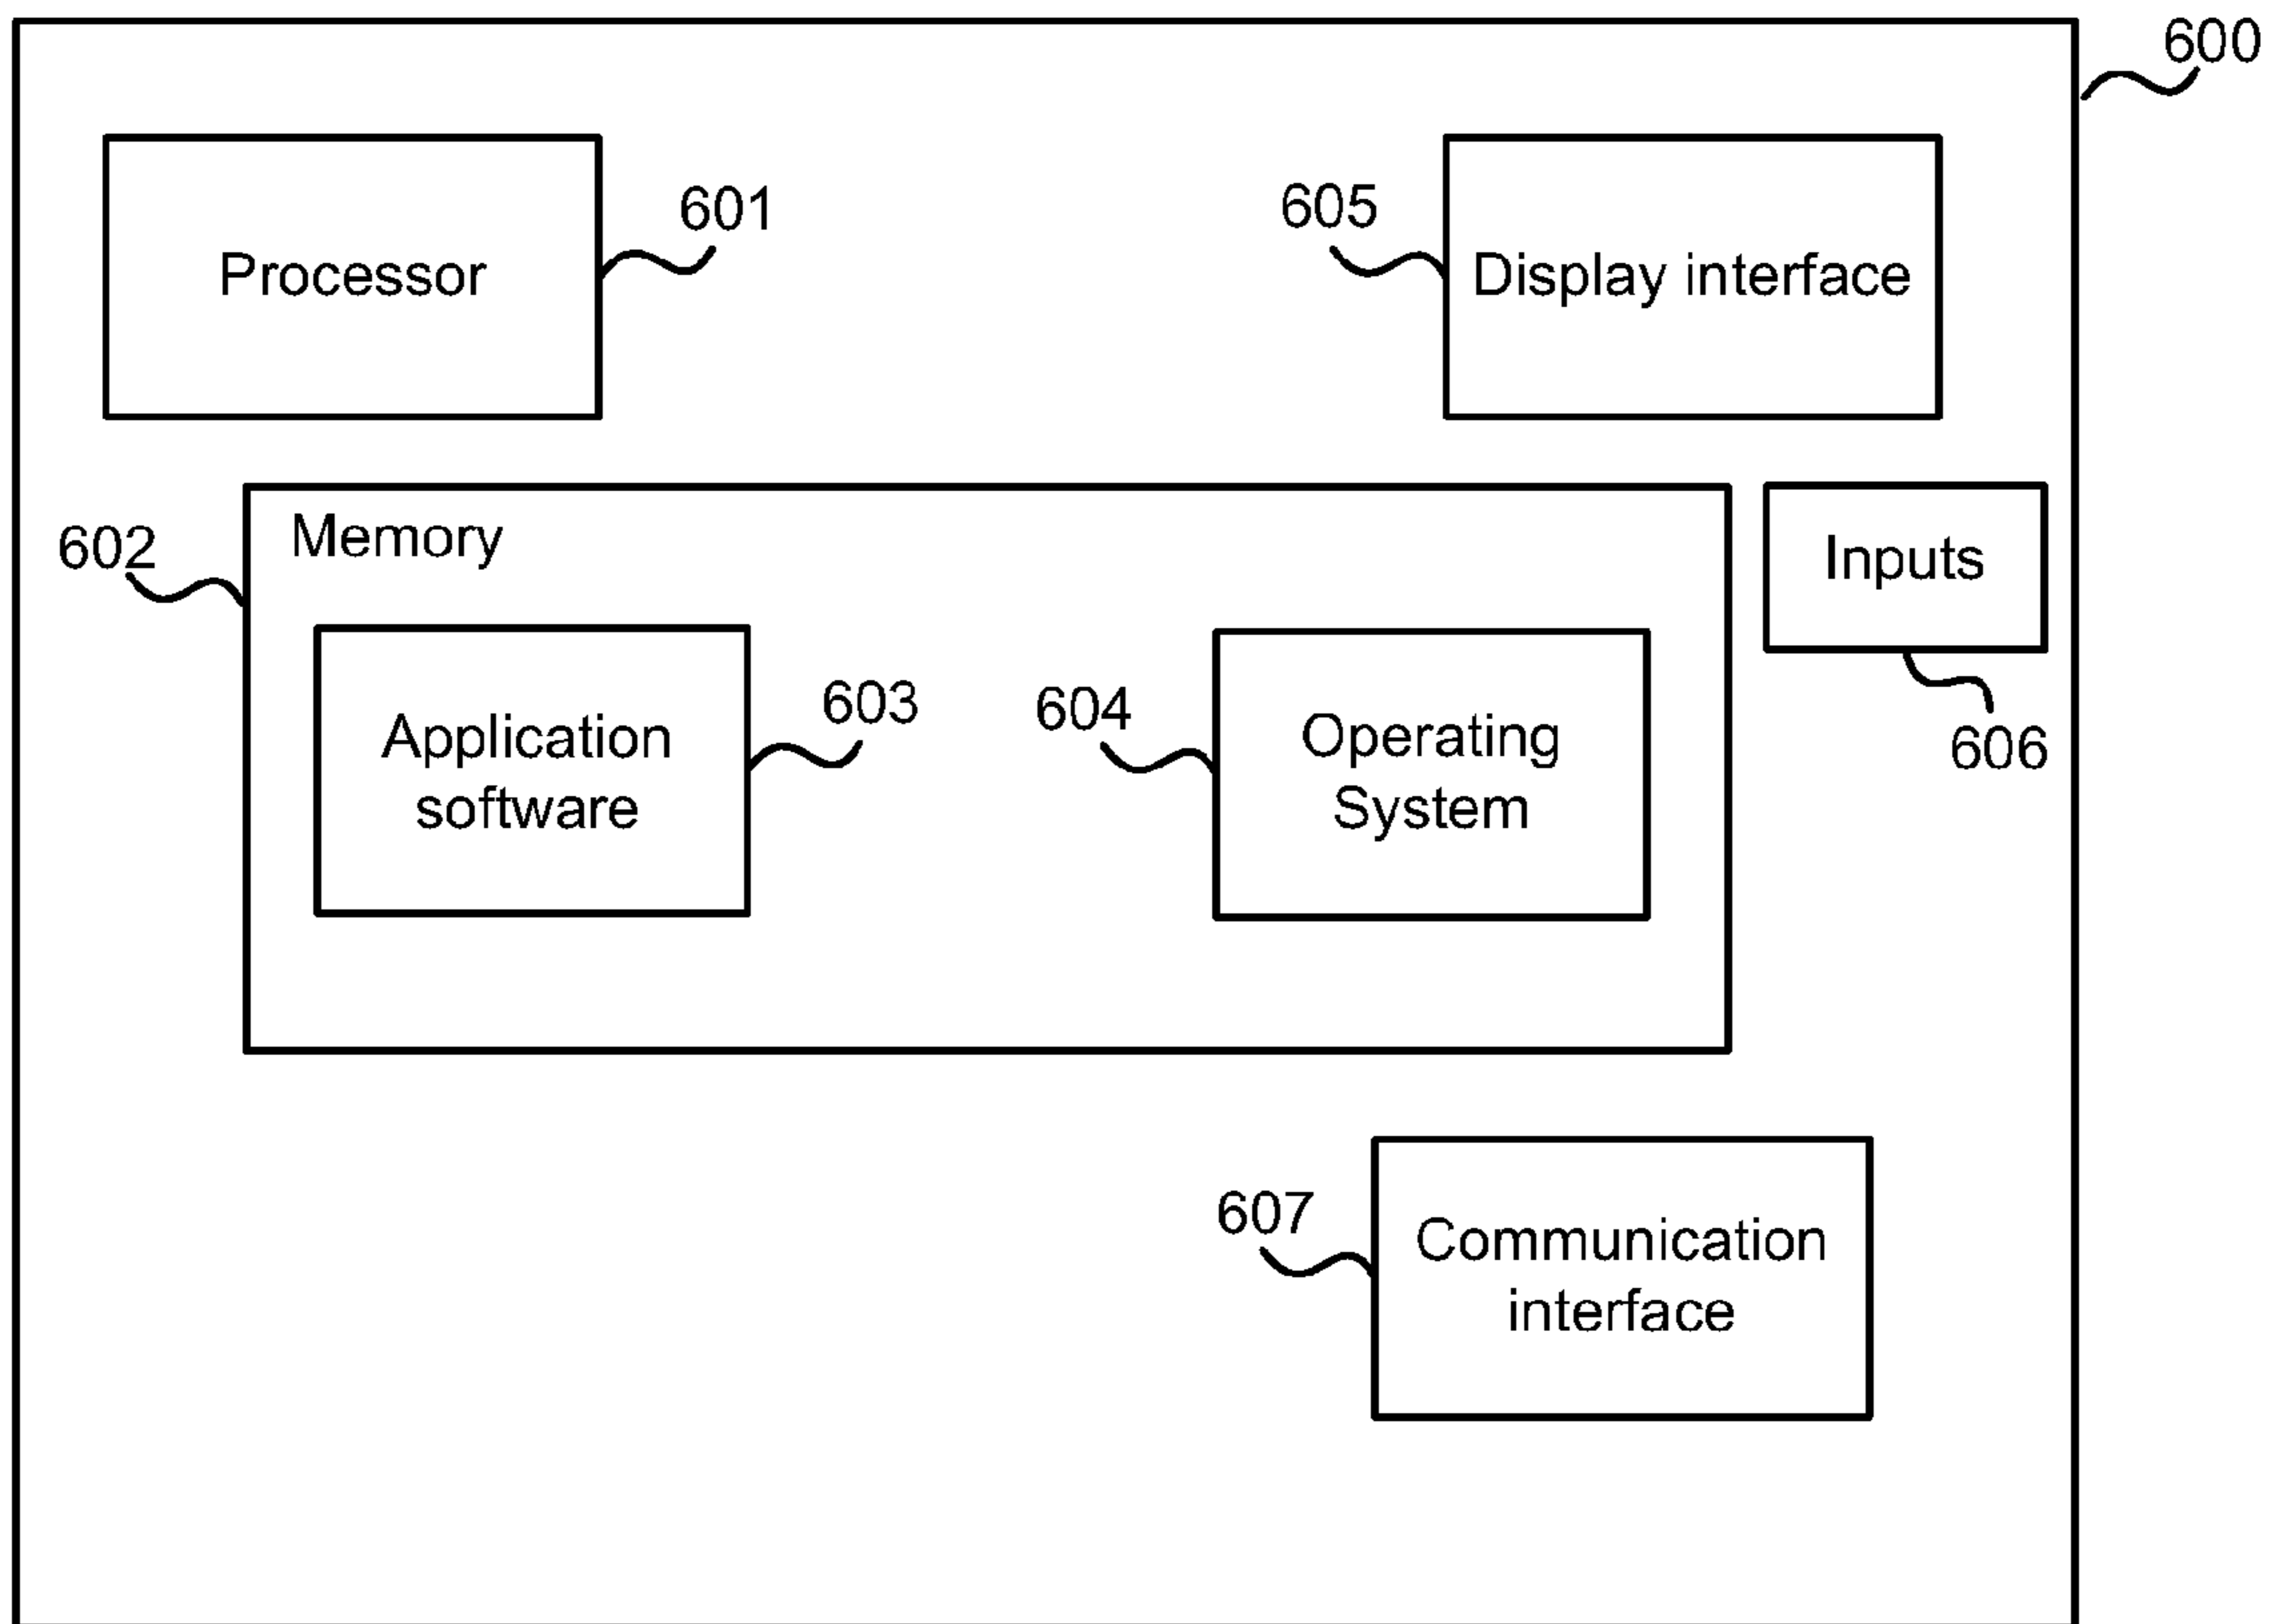 600
601
Processor
605
Display interface
602
Memory
Inputs
606
603
Application
software
604
Operating
System
607
Communication
interface